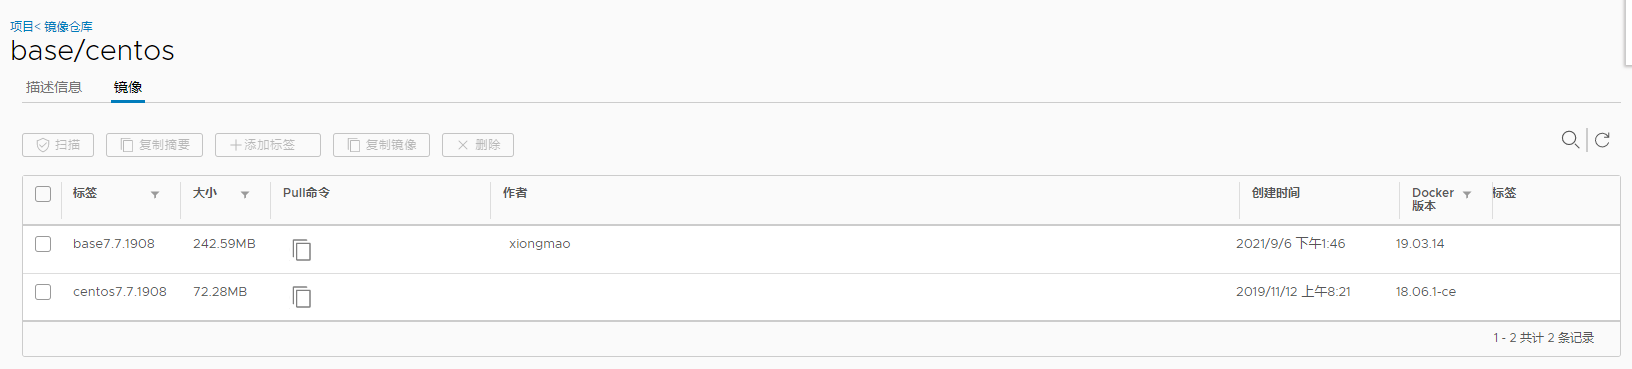 项目< 镜像仓库
base/centos
描述信息 镜像
扫描 复制摘要 +添加标签 复制镜像 × 删除
标签 大小 Pull命令 作者 创建时间 Docker 版本 标签
base7.7.1908 242.59MB xiongmao 2021/9/6 下午1:46 19.03.14
centos7.7.1908 72.28MB 2019/11/12 上午8:21 18.06.1-ce
1 - 2 共计 2 条记录